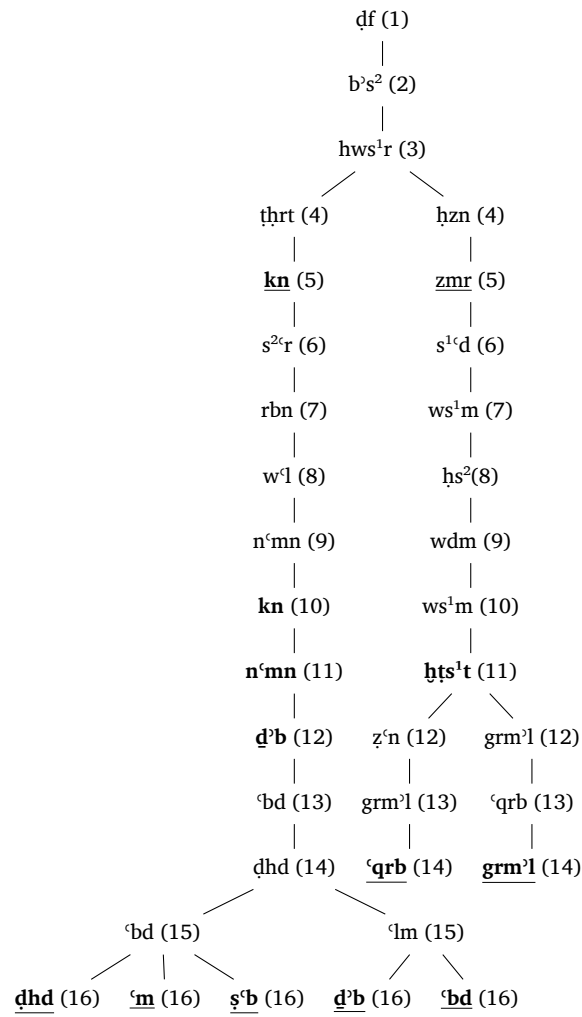 ḍf (1)
bʾs² (2)
hws¹r (3)
ṭḥrt (4) ḥzn (4)
kn (5) zmr (5)
s²ʿr (6) s¹ʿd (6)
rbn (7) ws¹m (7)
wʿl (8) ḥs²(8)
nʿmn (9) wdm (9)
kn (10) ws¹m (10)
nʿmn (11) ḫṭs¹t (11)
ḏʾb (12) ẓʿn (12) grmʾl (12)
ʿbd (13) grmʾl (13) ʿqrb (13)
ḍhd (14) ʿqrb (14) grmʾl (14)
ʿbd (15) ʿlm (15)
ḍhd (16) ʿm (16) ṣʿb (16) ḏʾb (16) ʿbd (16)